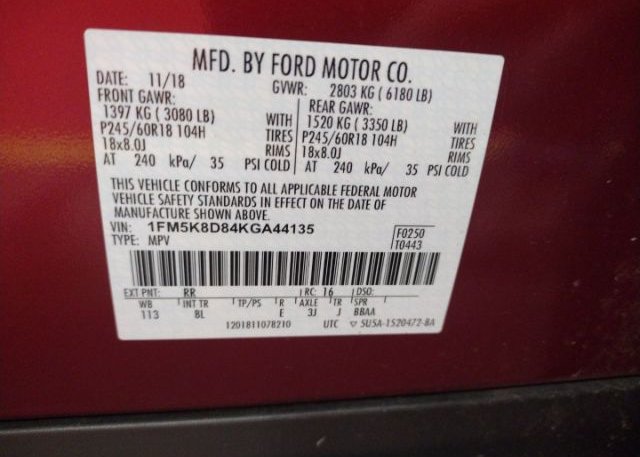 MFD. BY FORD MOTOR CO.
DATE: 11/18 GVWR: 2803 KG ( 6180 LB)
FRONT GAWR: REAR GAWR:
1397 KG ( 3080 LB) WITH 1520 KG ( 3350 LB) WITH
P245/60R18 104H TIRES P245/60R18 104H TIRES
18x8.0J RIMS 18x8.0J RIMS
AT 240 kPa/ 35 PSI COLD AT 240 kPa/ 35 PSI COLD
THIS VEHICLE CONFORMS TO ALL APPLICABLE FEDERAL MOTOR
VEHICLE SAFETY STANDARDS IN EFFECT ON THE DATE OF
MANUFACTURE SHOWN ABOVE.
VIN: 1FM5K8D84KGA44135 F0250
TYPE: MPV T0443
EXT PNT: RR RC: 16 DSO:
WB INT TR TP/PS R AXLE TR SPR
113 BL E 3J J BBAA
1201811078210 UTC ▽ 5U5A-1520472-BA